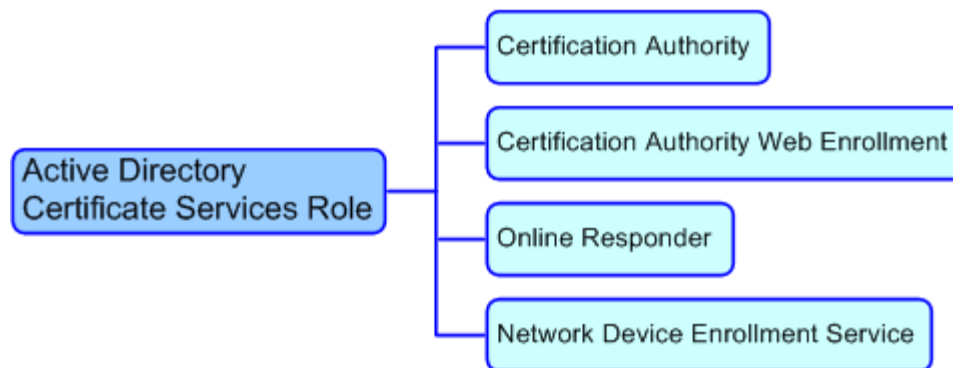 Certification Authority
Certification Authority Web Enrollment
Active Directory
Certificate Services Role
Online Responder
Network Device Enrollment Service